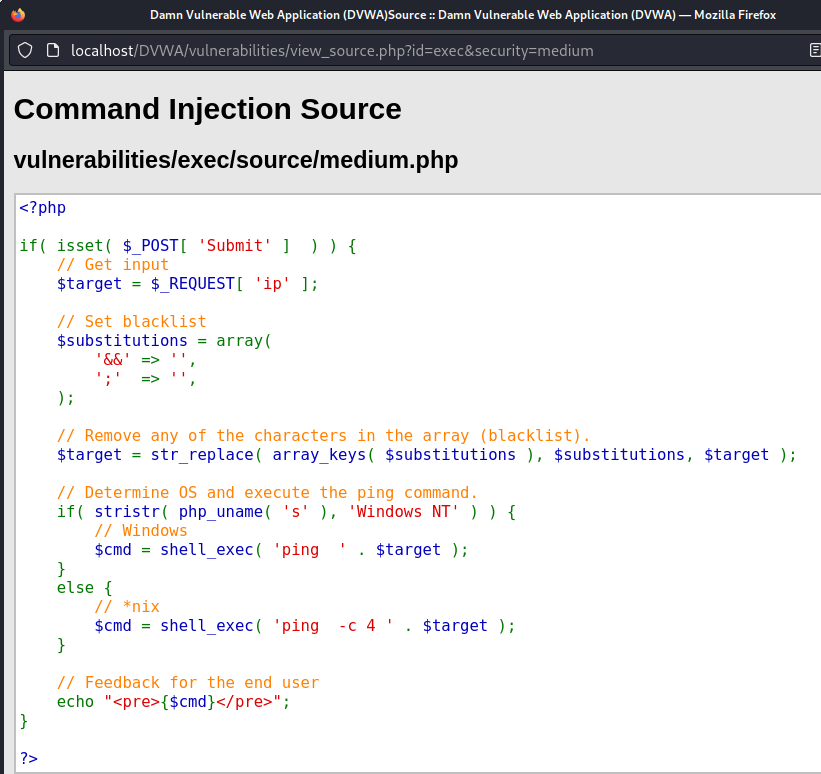 Damn Vulnerable Web Application (DVWA)Source :: Damn Vulnerable Web Application (DVWA) — Mozilla Firefox
localhost/DVWA/vulnerabilities/view_source.php?id=exec&security=medium
Command Injection Source
vulnerabilities/exec/source/medium.php
<?php
if( isset( $_POST[ 'Submit' ]  ) ) {
    // Get input
    $target = $_REQUEST[ 'ip' ];
    // Set blacklist
    $substitutions = array(
        '&&' => '',
        ';'  => '',
    );
    // Remove any of the characters in the array (blacklist).
    $target = str_replace( array_keys( $substitutions ), $substitutions, $target );
    // Determine OS and execute the ping command.
    if( stristr( php_uname( 's' ), 'Windows NT' ) ) {
        // Windows
        $cmd = shell_exec( 'ping  ' . $target );
    }
    else {
        // *nix
        $cmd = shell_exec( 'ping  -c 4 ' . $target );
    }
    // Feedback for the end user
    echo "<pre>{$cmd}</pre>";
}
?>